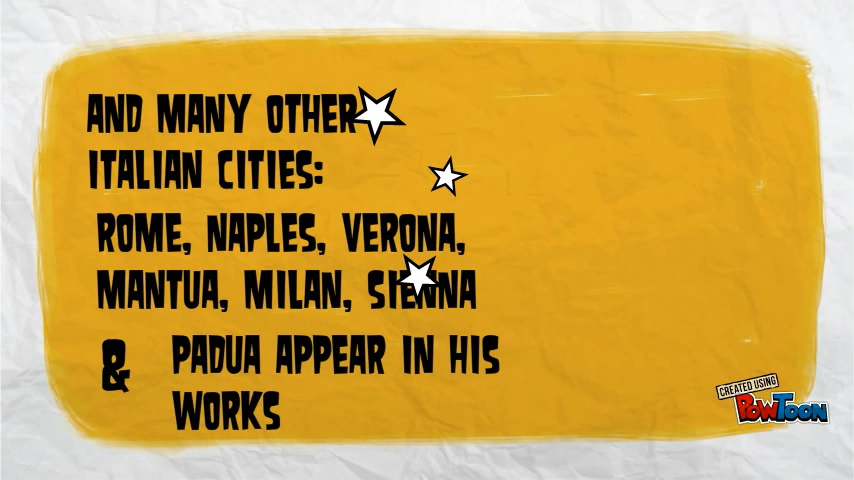 AND MANY OTHER
ITALIAN CITIES:
ROME, NAPLES, VERONA,
MANTUA, MILAN, SIENNA
& PADUA APPEAR IN HIS
WORKS
CREATED USING
POWTOON